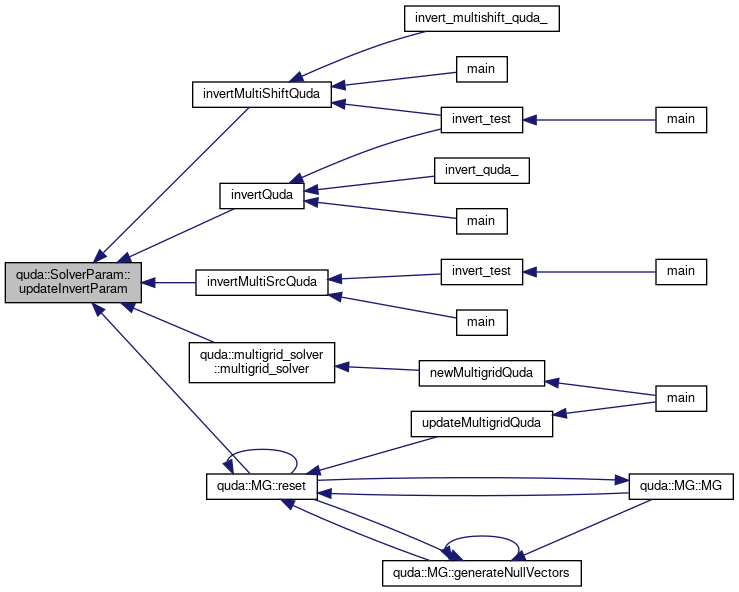 invert_multishift_quda_
main
invertMultiShiftQuda
invert_test
main
invert_quda_
invertQuda
main
quda::SolverParam::
updateInvertParam
invert_test
main
invertMultiSrcQuda
main
quda::multigrid_solver
::multigrid_solver
newMultigridQuda
main
updateMultigridQuda
quda::MG::reset
quda::MG::MG
quda::MG::generateNullVectors